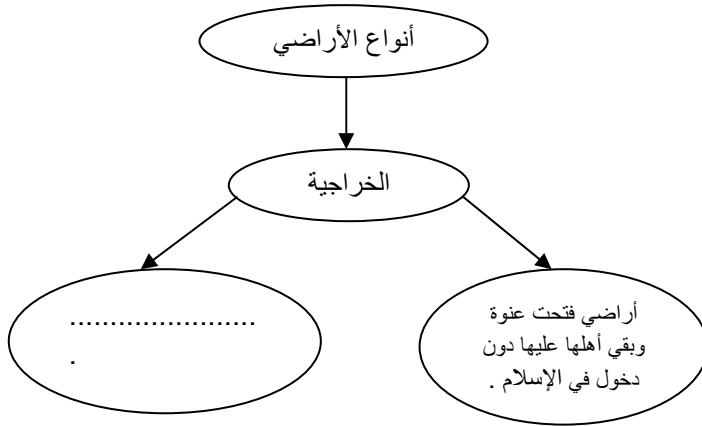 أنواع الأراضي
الخراجية
أراضي فتحت عنوة
وبقي أهلها عليها دون
دخول في الإسلام .
.......................
.